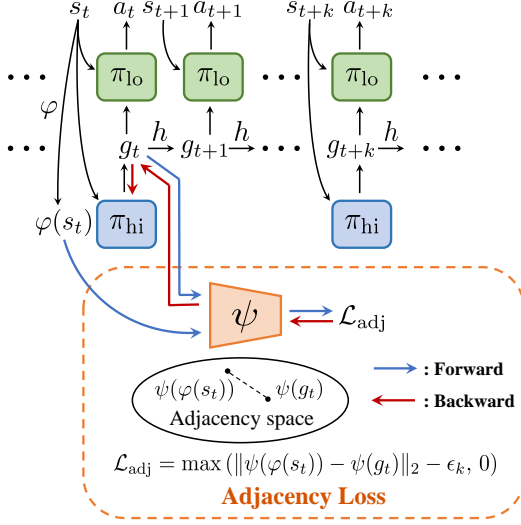 s_t a_t s_{t+1} a_{t+1} s_{t+k} a_{t+k}
··· π_lo π_lo ··· π_lo ···
φ
h h h
··· g_t g_{t+1} ··· g_{t+k} ···
φ(s_t) π_hi π_hi
ψ L_adj
ψ(φ(s_t)) ψ(g_t)
Adjacency space
: Forward
: Backward
L_adj = max (‖ψ(φ(s_t)) − ψ(g_t)‖_2 − ϵ_k, 0)
Adjacency Loss